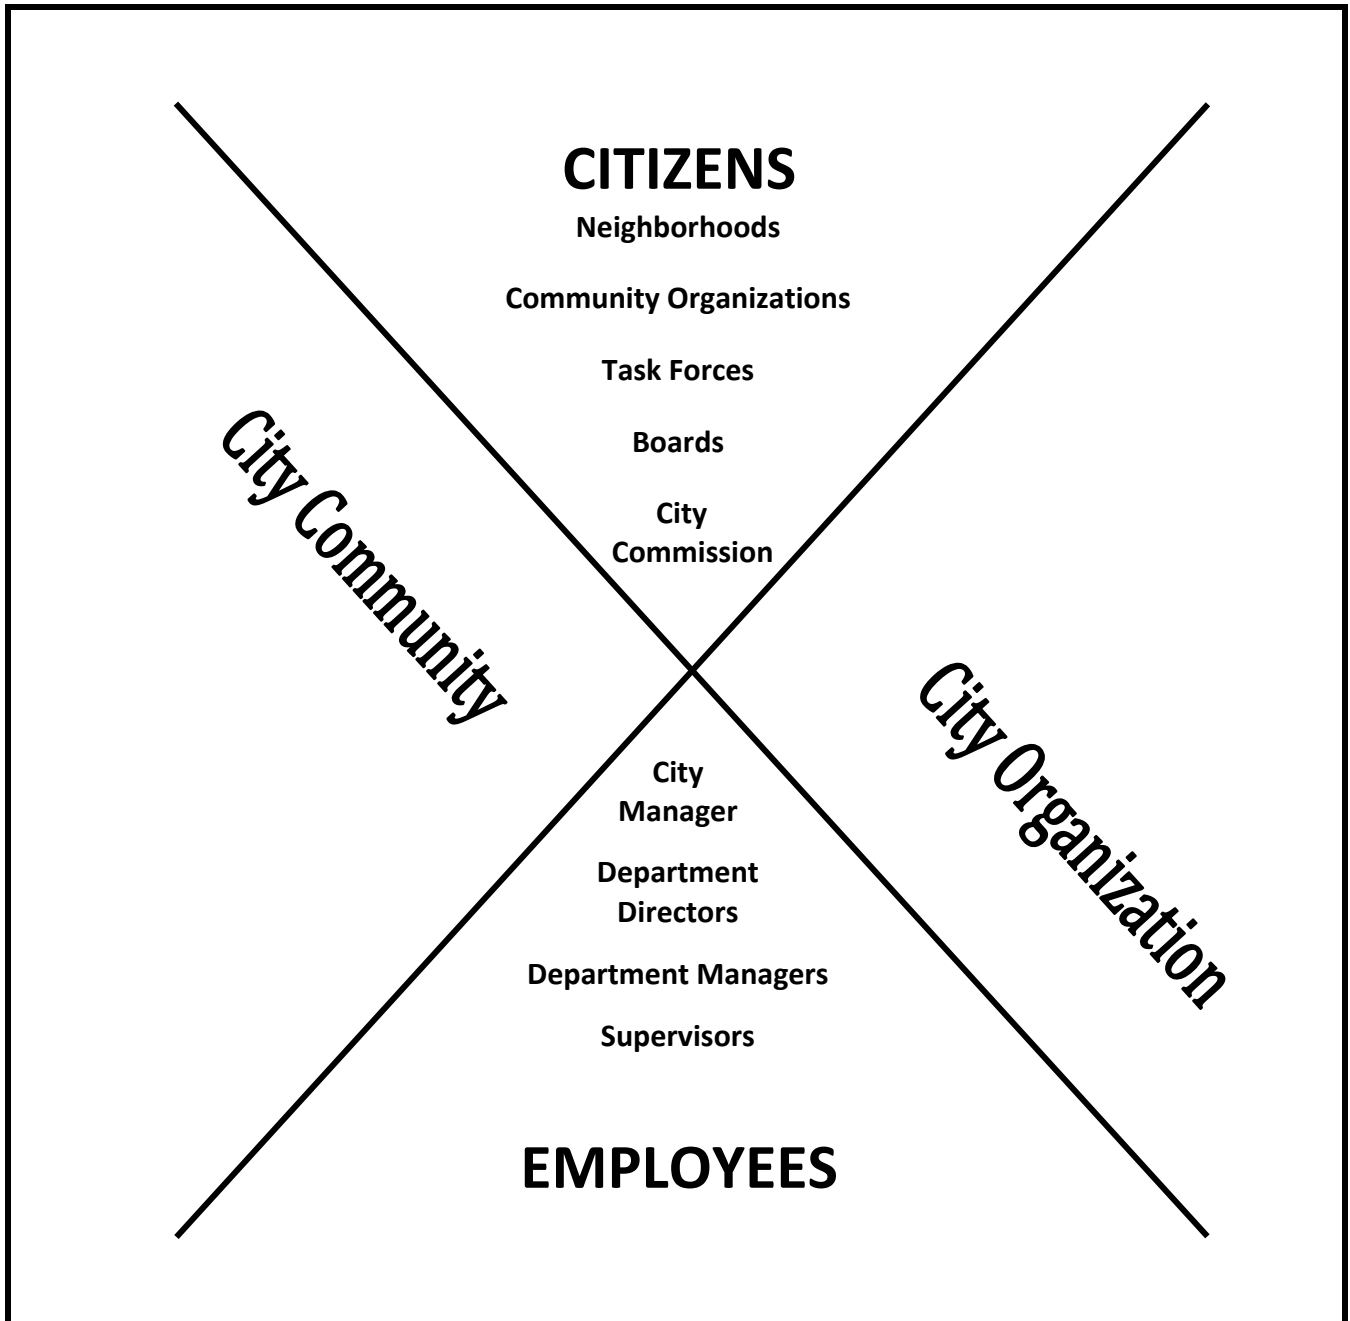 CITIZENS
Neighborhoods
Community Organizations
Task Forces
Boards
City
Commission
City Community
City Organization
City
Manager
Department
Directors
Department Managers
Supervisors
EMPLOYEES